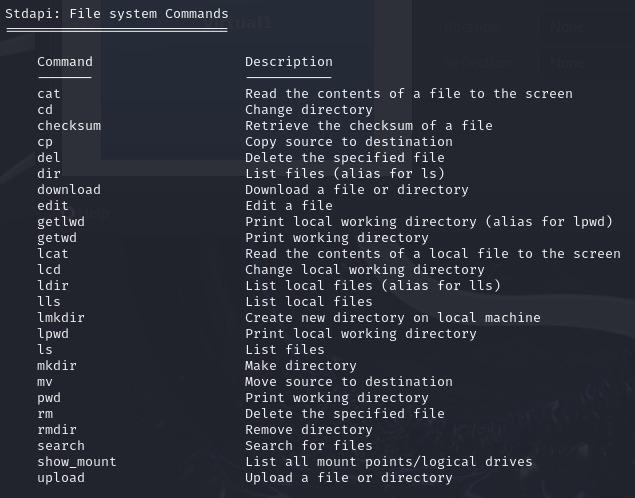 Stdapi: File system Commands
============================
Command Description
------- -----------
cat Read the contents of a file to the screen
cd Change directory
checksum Retrieve the checksum of a file
cp Copy source to destination
del Delete the specified file
dir List files (alias for ls)
download Download a file or directory
edit Edit a file
getlwd Print local working directory (alias for lpwd)
getwd Print working directory
lcat Read the contents of a local file to the screen
lcd Change local working directory
ldir List local files (alias for lls)
lls List local files
lmkdir Create new directory on local machine
lpwd Print local working directory
ls List files
mkdir Make directory
mv Move source to destination
pwd Print working directory
rm Delete the specified file
rmdir Remove directory
search Search for files
show_mount List all mount points/logical drives
upload Upload a file or directory